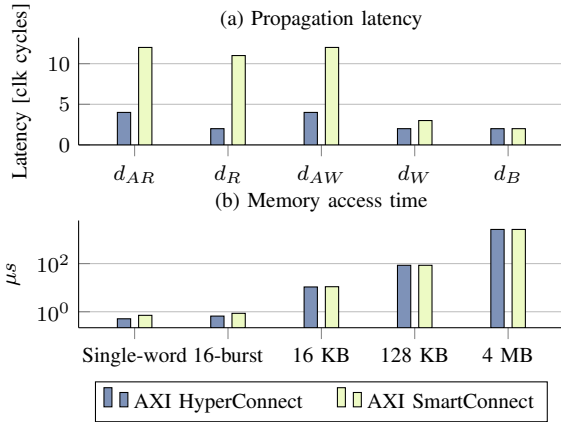 (a) Propagation latency
Latency [clk cycles]
10
5
0
d_AR d_R d_AW d_W d_B
(b) Memory access time
μs
10^2
10^0
Single-word 16-burst 16 KB 128 KB 4 MB
AXI HyperConnect AXI SmartConnect